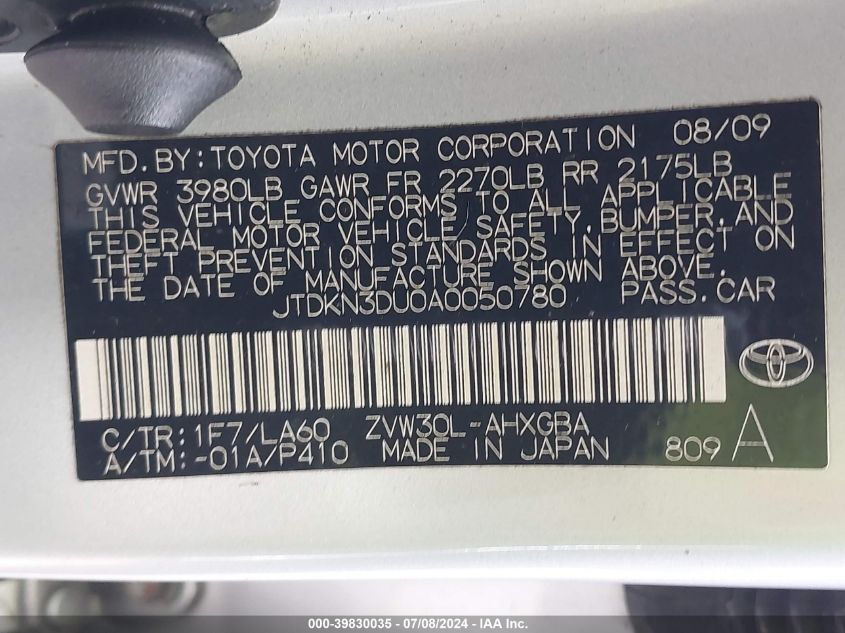 MFD.BY:TOYOTA MOTOR CORPORATION 08/09
GVWR 3980LB GAWR FR 2270LB RR 2175LB
THIS VEHICLE CONFORMS TO ALL APPLICABLE
FEDERAL MOTOR VEHICLE SAFETY,BUMPER,AND
THEFT PREVENTION STANDARDS IN EFFECT ON
THE DATE OF MANUFACTURE SHOWN ABOVE.
JTDKN3DU0A0050780 PASS.CAR
C/TR:1F7/LA60 ZVW30L-AHXGBA
A/TM:-01A/P410 MADE IN JAPAN 809 A
000-39830035 - 07/08/2024 - IAA Inc.